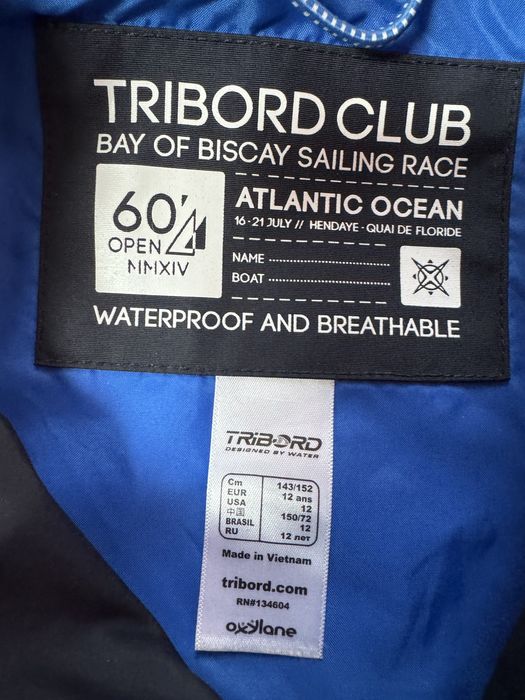 TRIBORD CLUB
BAY OF BISCAY SAILING RACE
60'4
OPEN
MMXIV
ATLANTIC OCEAN
16 - 21 JULY // HENDAYE - QUAI DE FLORIDE
NAME ..............................
BOAT ..............................
WATERPROOF AND BREATHABLE
TRIBORD
DESIGNED BY WATER
Cm 143/152
EUR 12 ans
USA 12
中国 150/72
BRASIL 12
RU 12 лет
Made in Vietnam
tribord.com
RN#134604
oxylane